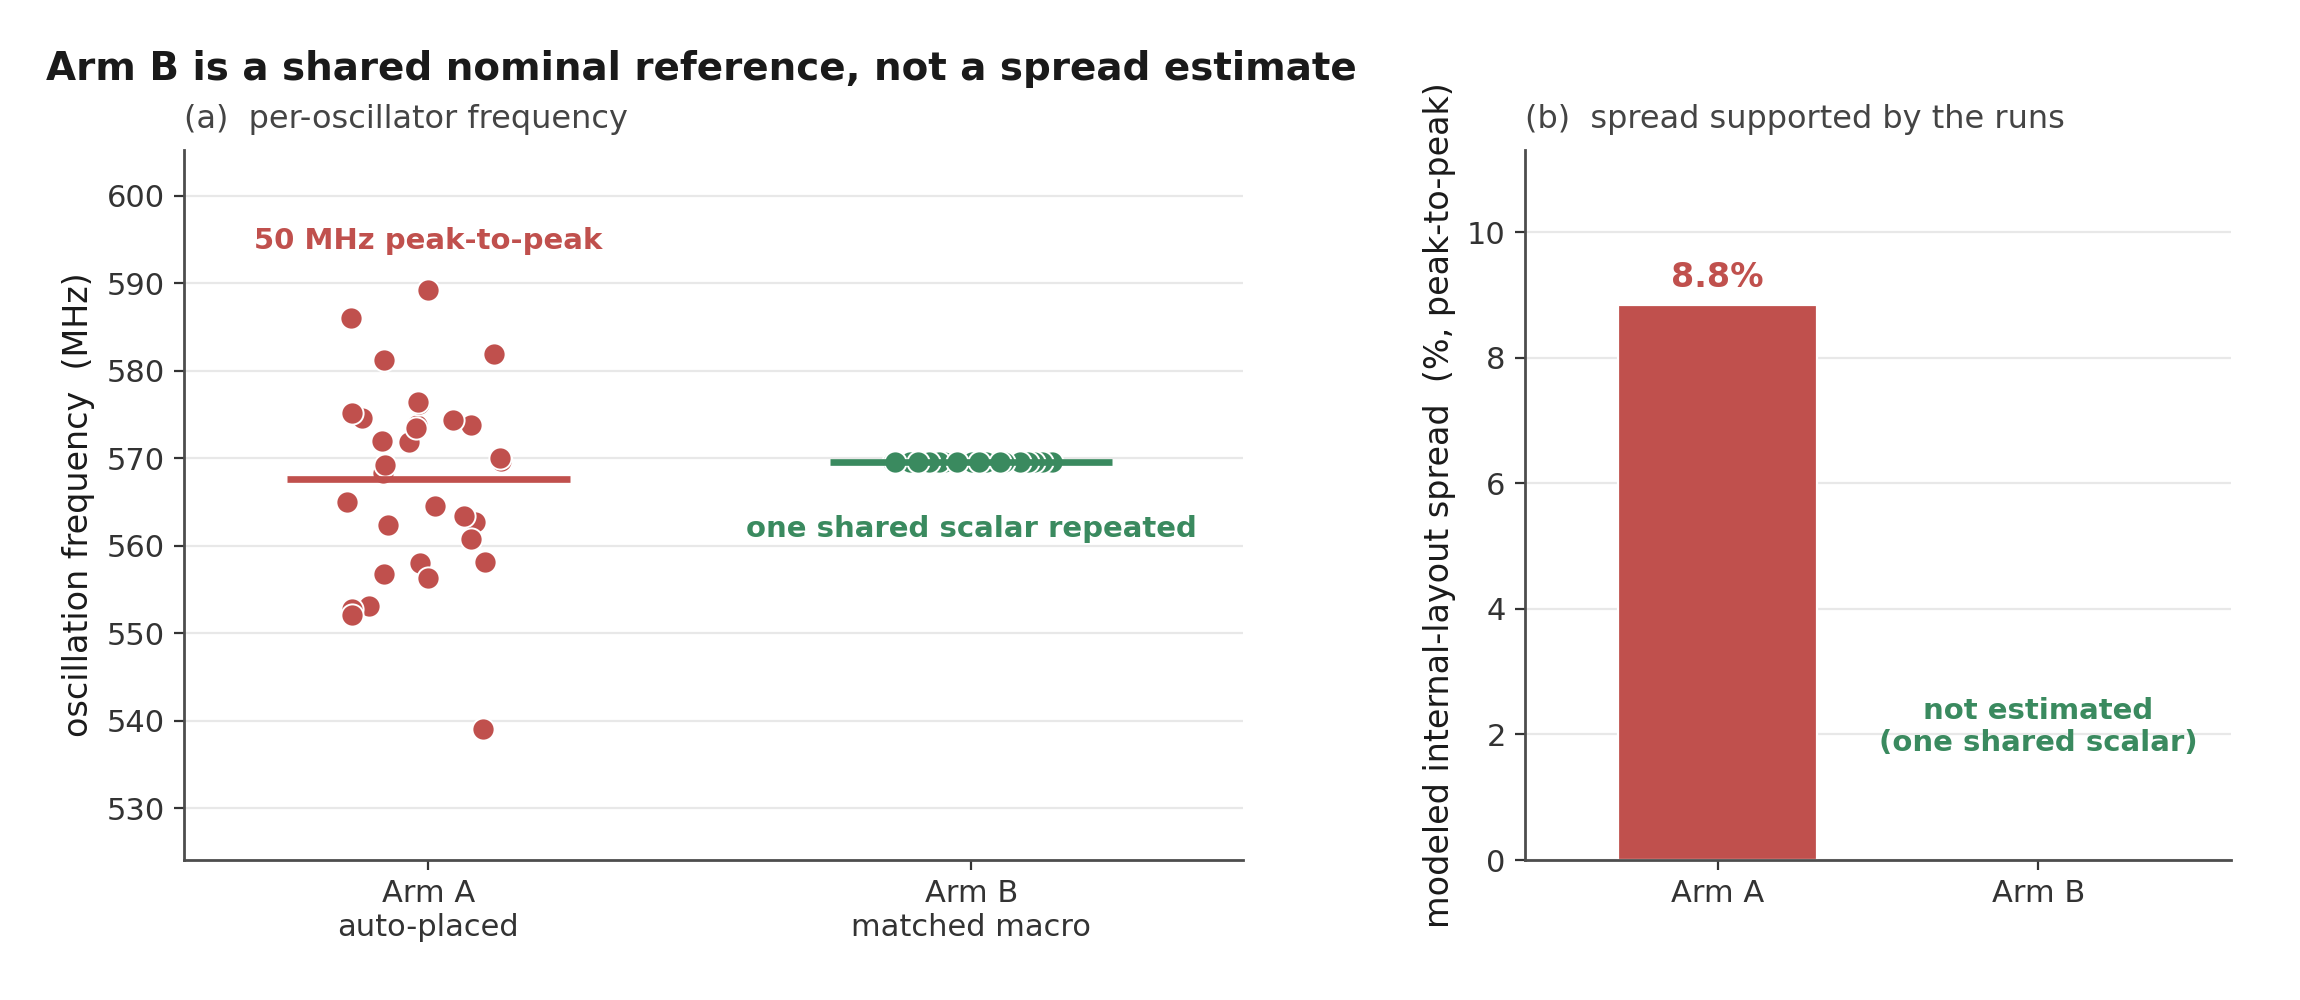 Arm B is a shared nominal reference, not a spread estimate
(a)  per-oscillator frequency
oscillation frequency  (MHz)
600
590
580
570
560
550
540
530
50 MHz peak-to-peak
one shared scalar repeated
Arm A
auto-placed
Arm B
matched macro
(b)  spread supported by the runs
modeled internal-layout spread  (%, peak-to-peak)
10
8
6
4
2
0
8.8%
not estimated
(one shared scalar)
Arm A
Arm B